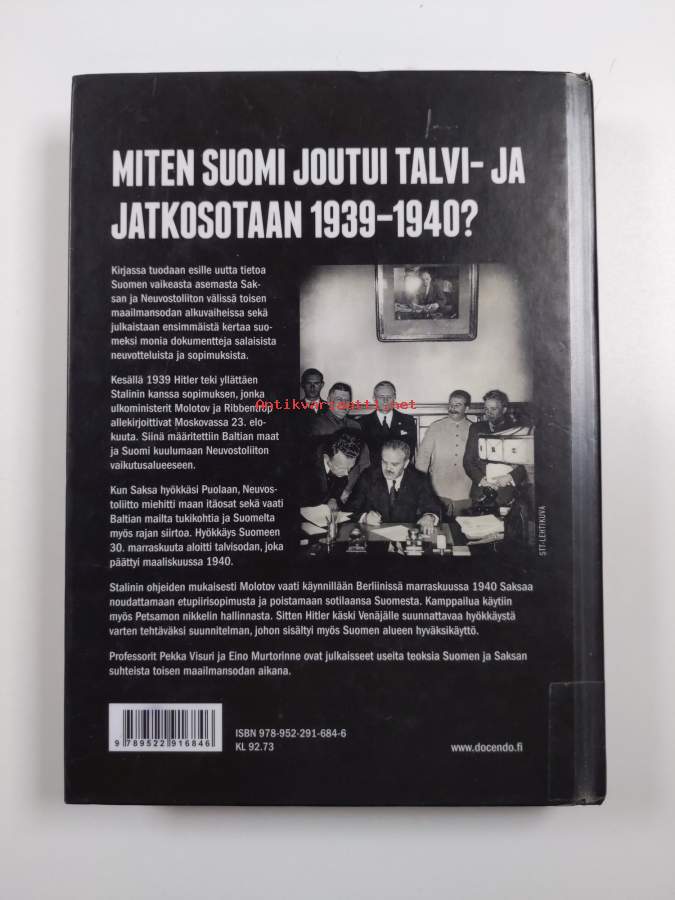 MITEN SUOMI JOUTUI TALVI- JA
JATKOSOTAAN 1939–1940?
Kirjassa tuodaan esille uutta tietoa
Suomen vaikeasta asemasta Sak-
san ja Neuvostoliiton välissä toisen
maailmansodan alkuvaiheissa sekä
julkaistaan ensimmäistä kertaa suo-
meksi monia dokumentteja salaisista
neuvotteluista ja sopimuksista.
Kesällä 1939 Hitler teki yllättäen
Stalinin kanssa sopimuksen, jonka
ulkoministerit Molotov ja Ribbentrop
allekirjoittivat Moskovassa 23. elo-
kuuta. Siinä määritettiin Baltian maat
ja Suomi kuulumaan Neuvostoliiton
vaikutusalueeseen.
Kun Saksa hyökkäsi Puolaan, Neuvos-
toliitto miehitti maan itäosat sekä vaati
Baltian mailta tukikohtia ja Suomelta
myös rajan siirtoa. Hyökkäys Suomeen
30. marraskuuta aloitti talvisodan, joka
päättyi maaliskuussa 1940.
Antikvariaatti.net
STT-LEHTIKUVA
Stalinin ohjeiden mukaisesti Molotov vaati käynnillään Berliinissä marraskuussa 1940 Saksaa
noudattamaan etupiirisopimusta ja poistamaan sotilaansa Suomesta. Kamppailua käytiin
myös Petsamon nikkelin hallinnasta. Sitten Hitler käski Venäjälle suunnattavaa hyökkäystä
varten tehtäväksi suunnitelman, johon sisältyi myös Suomen alueen hyväksikäyttö.
Professorit Pekka Visuri ja Eino Murtorinne ovat julkaisseet useita teoksia Suomen ja Saksan
suhteista toisen maailmansodan aikana.
9 789522 916846
ISBN 978-952-291-684-6
KL 92.73
www.docendo.fi